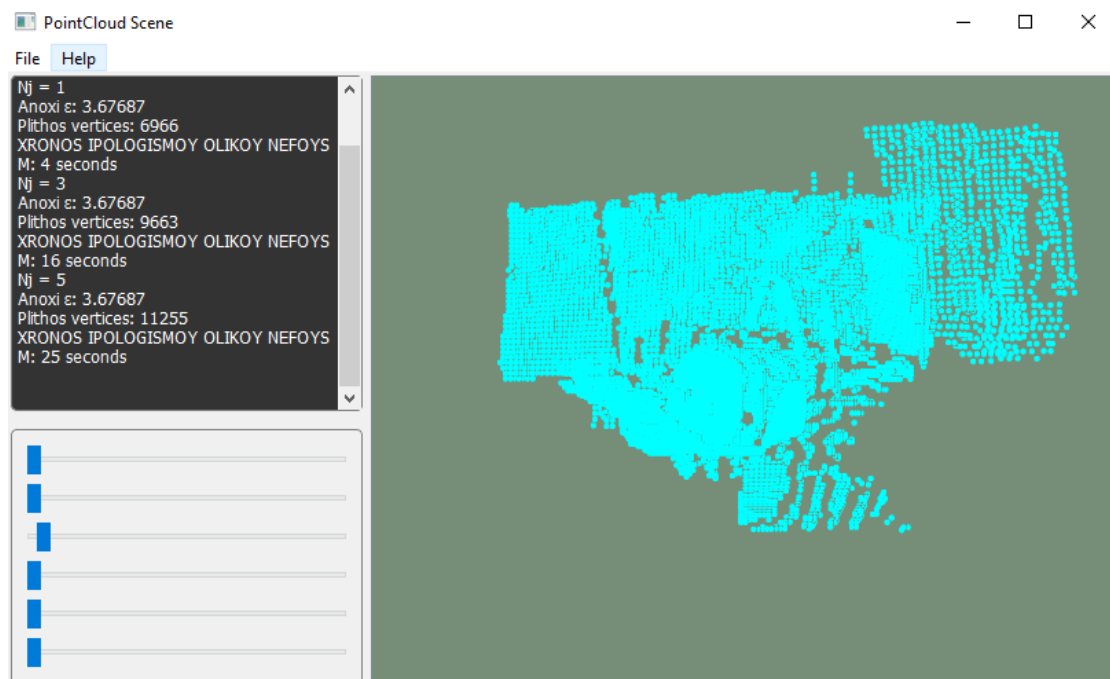 PointCloud Scene
File Help
Nj = 1
Anoxi ε: 3.67687
Plithos vertices: 6966
XRONOS IPOLOGISMOY OLIKOY NEFOYS
M: 4 seconds
Nj = 3
Anoxi ε: 3.67687
Plithos vertices: 9663
XRONOS IPOLOGISMOY OLIKOY NEFOYS
M: 16 seconds
Nj = 5
Anoxi ε: 3.67687
Plithos vertices: 11255
XRONOS IPOLOGISMOY OLIKOY NEFOYS
M: 25 seconds